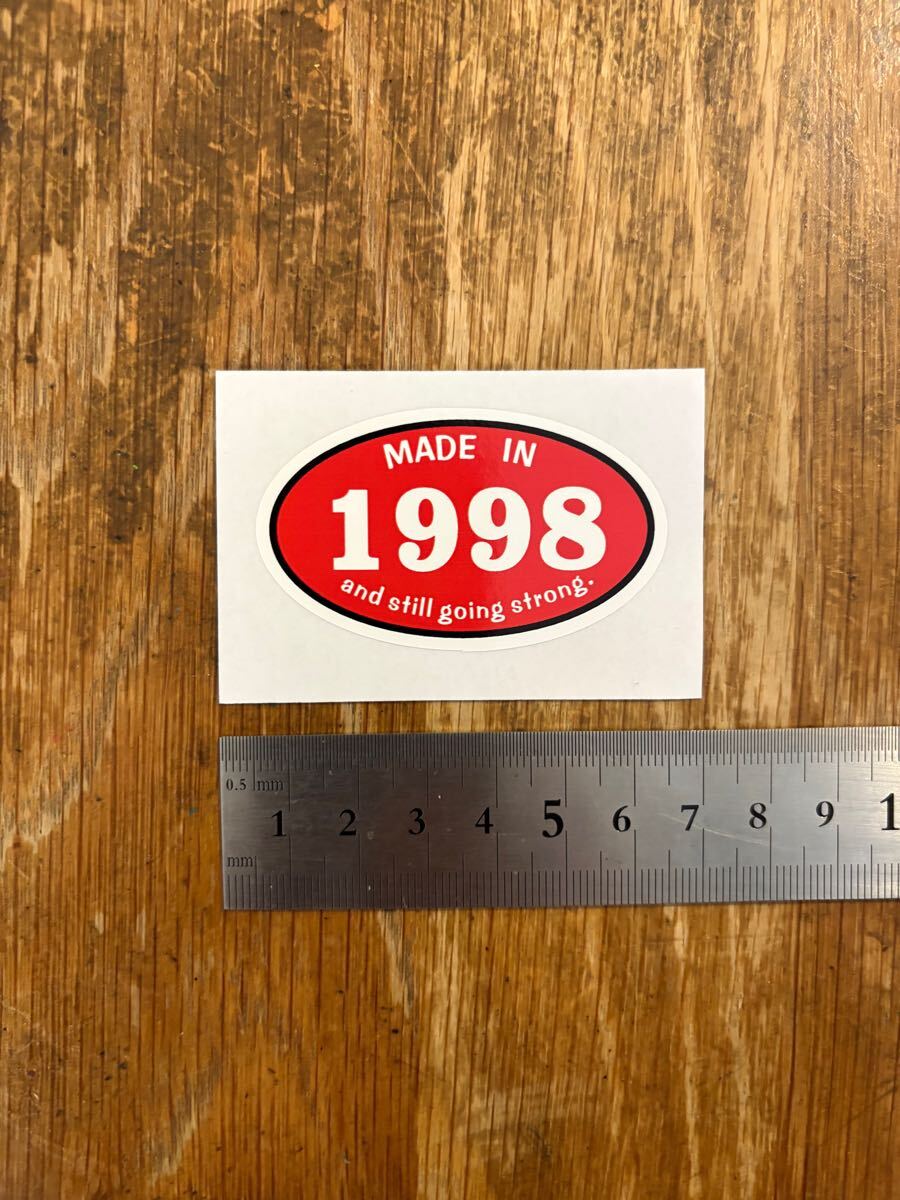 MADE IN
1998
and still going strong.
0.5 mm
1 2 3 4 5 6 7 8 9 1
mm